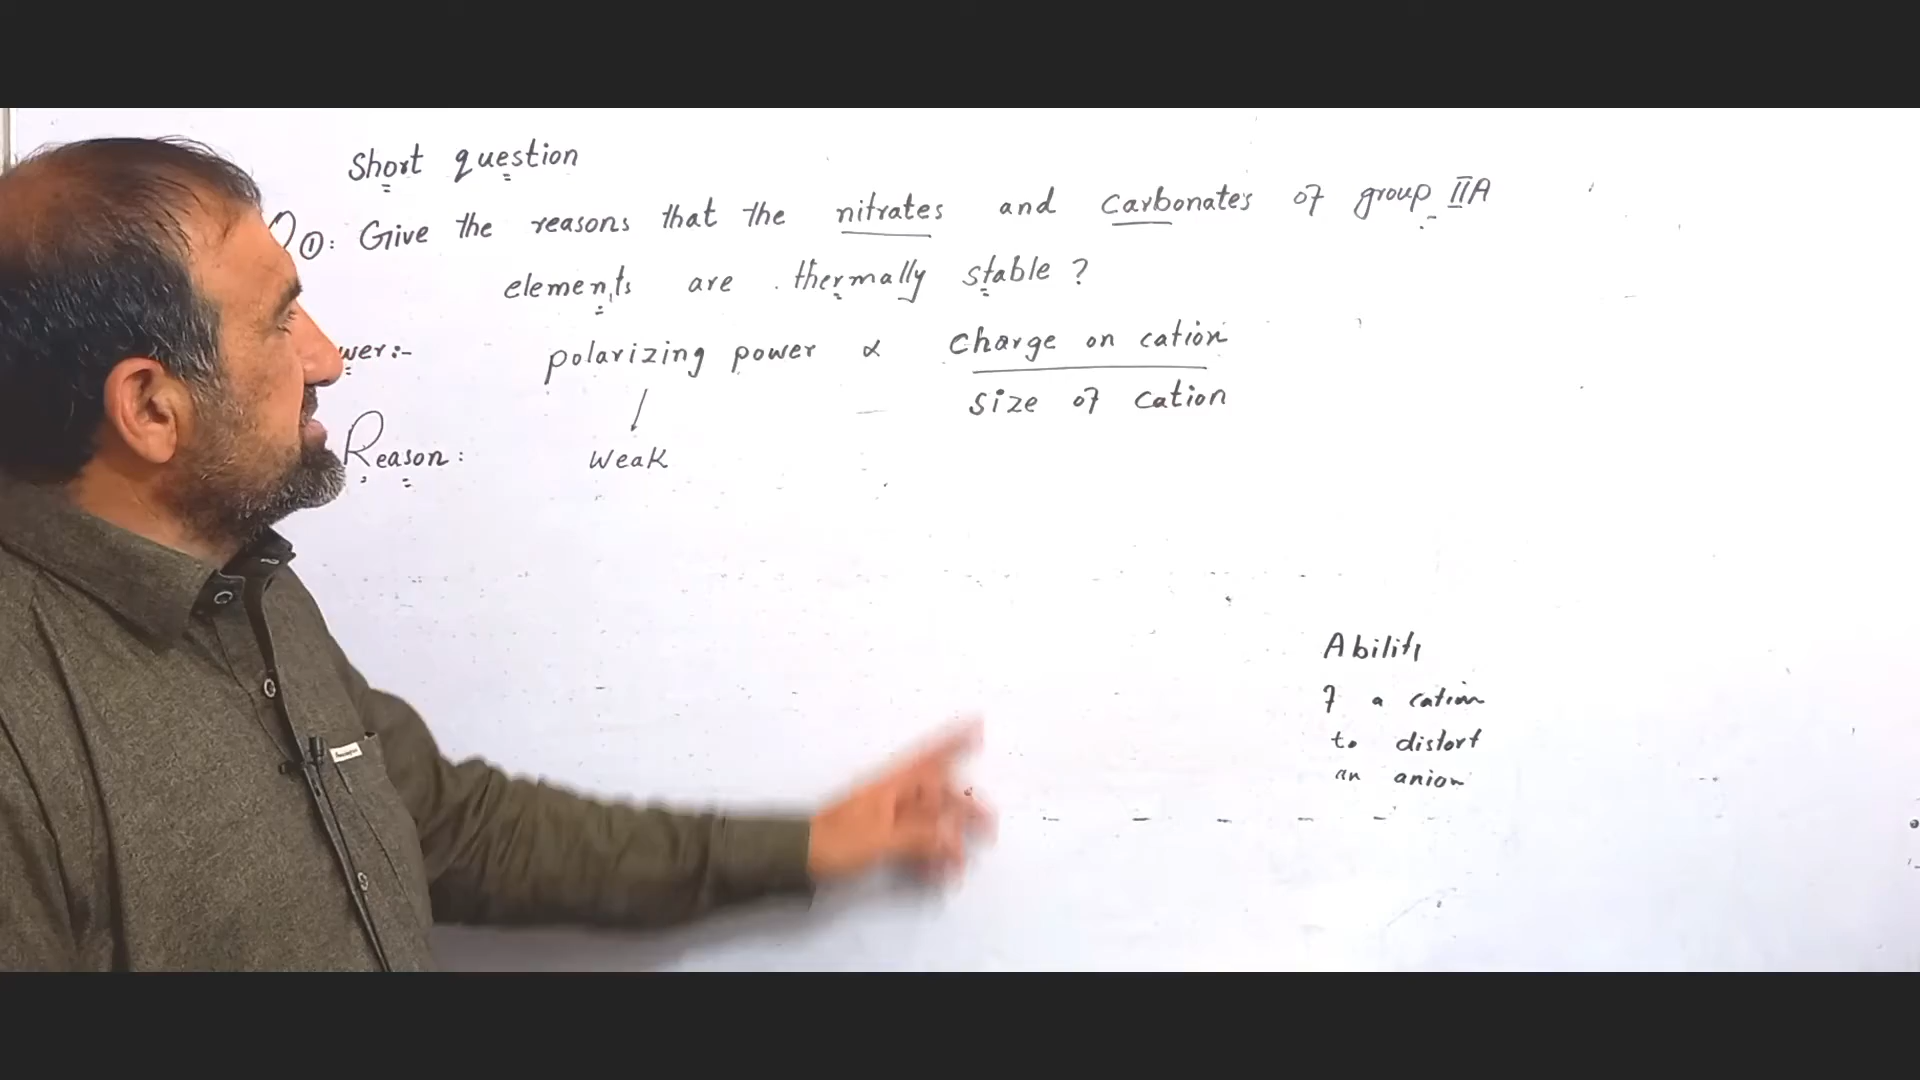 Short question
Q①: Give the reasons that the nitrates and carbonates of group IIA
elements are thermally stable ?
wer:- polarizing power ∝ charge on cation
size of cation
Reason: weak
Ability
of a cation
to distort
an anion